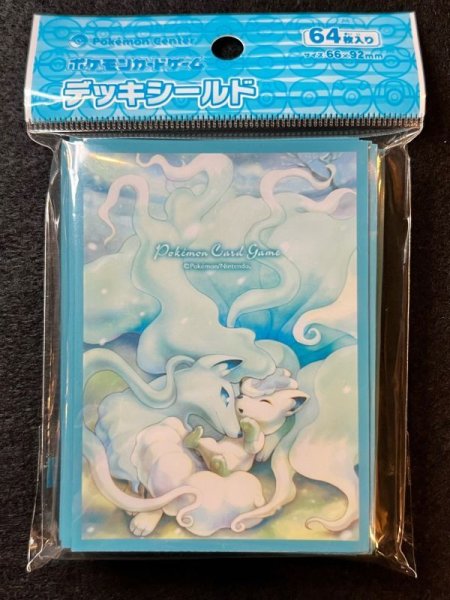 Pokémon Center
64枚入り
ポケモンカードゲーム
サイズ66×92mm
デッキシールド
Pokémon Card Game
©Pokémon/Nintendo.